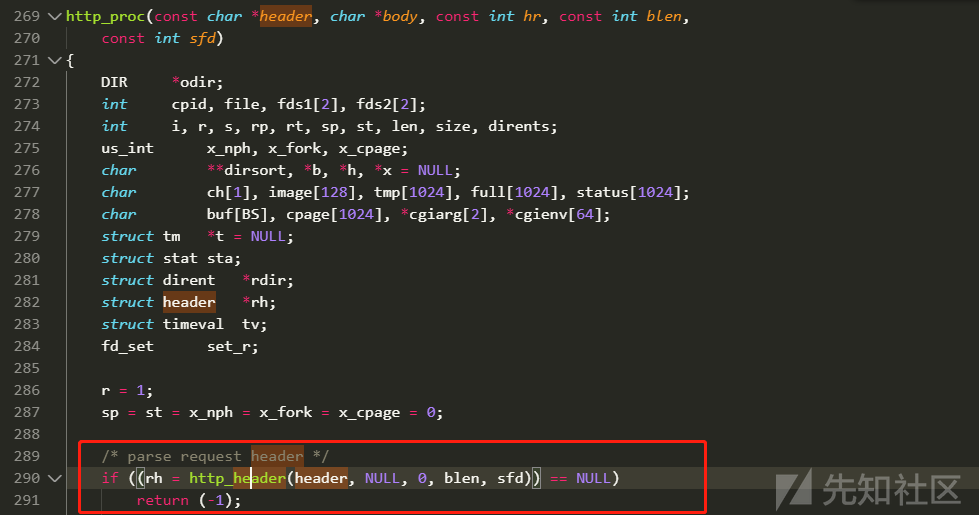 269 http_proc(const char *header, char *body, const int hr, const int blen,
270 const int sfd)
271 {
272 DIR *odir;
273 int cpid, file, fds1[2], fds2[2];
274 int i, r, s, rp, rt, sp, st, len, size, dirents;
275 us_int x_nph, x_fork, x_cpage;
276 char **dirsort, *b, *h, *x = NULL;
277 char ch[1], image[128], tmp[1024], full[1024], status[1024];
278 char buf[BS], cpage[1024], *cgiarg[2], *cgienv[64];
279 struct tm *t = NULL;
280 struct stat sta;
281 struct dirent *rdir;
282 struct header *rh;
283 struct timeval tv;
284 fd_set set_r;
285
286 r = 1;
287 sp = st = x_nph = x_fork = x_cpage = 0;
288
289 /* parse request header */
290 if ((rh = http_header(header, NULL, 0, blen, sfd)) == NULL)
291 return (-1);
先知社区